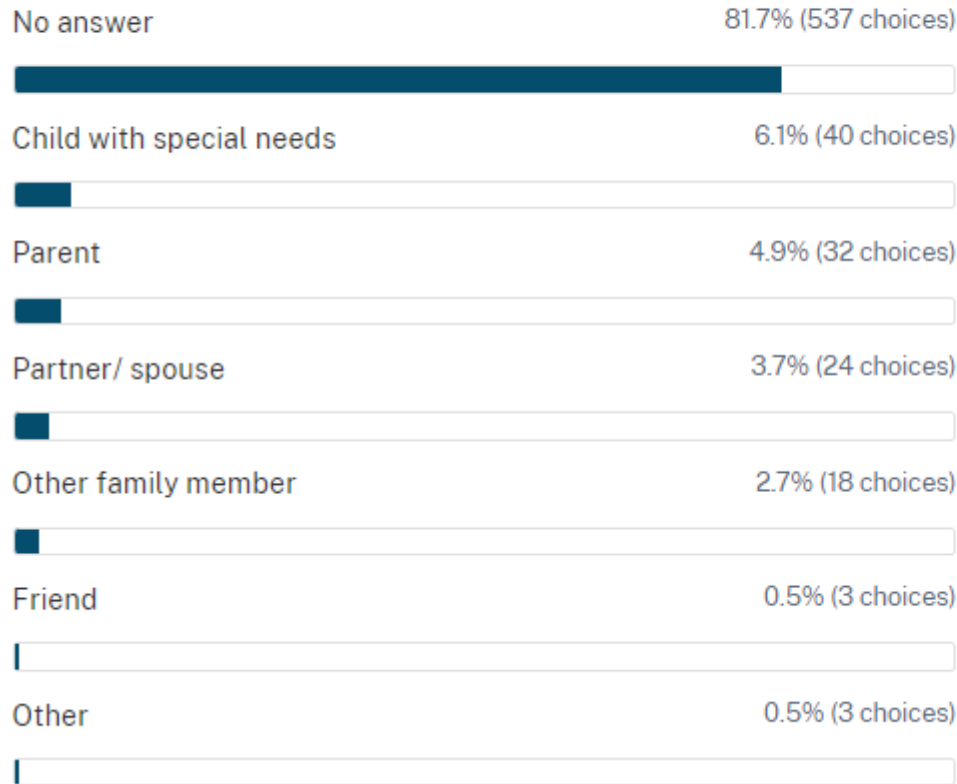 No answer 81.7% (537 choices)
Child with special needs 6.1% (40 choices)
Parent 4.9% (32 choices)
Partner/ spouse 3.7% (24 choices)
Other family member 2.7% (18 choices)
Friend 0.5% (3 choices)
Other 0.5% (3 choices)